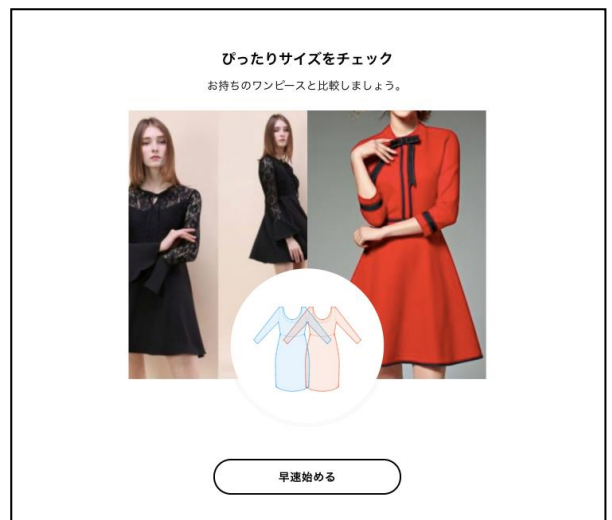 ぴったりサイズをチェック
お持ちのワンピースと比較しましょう。
早速始める